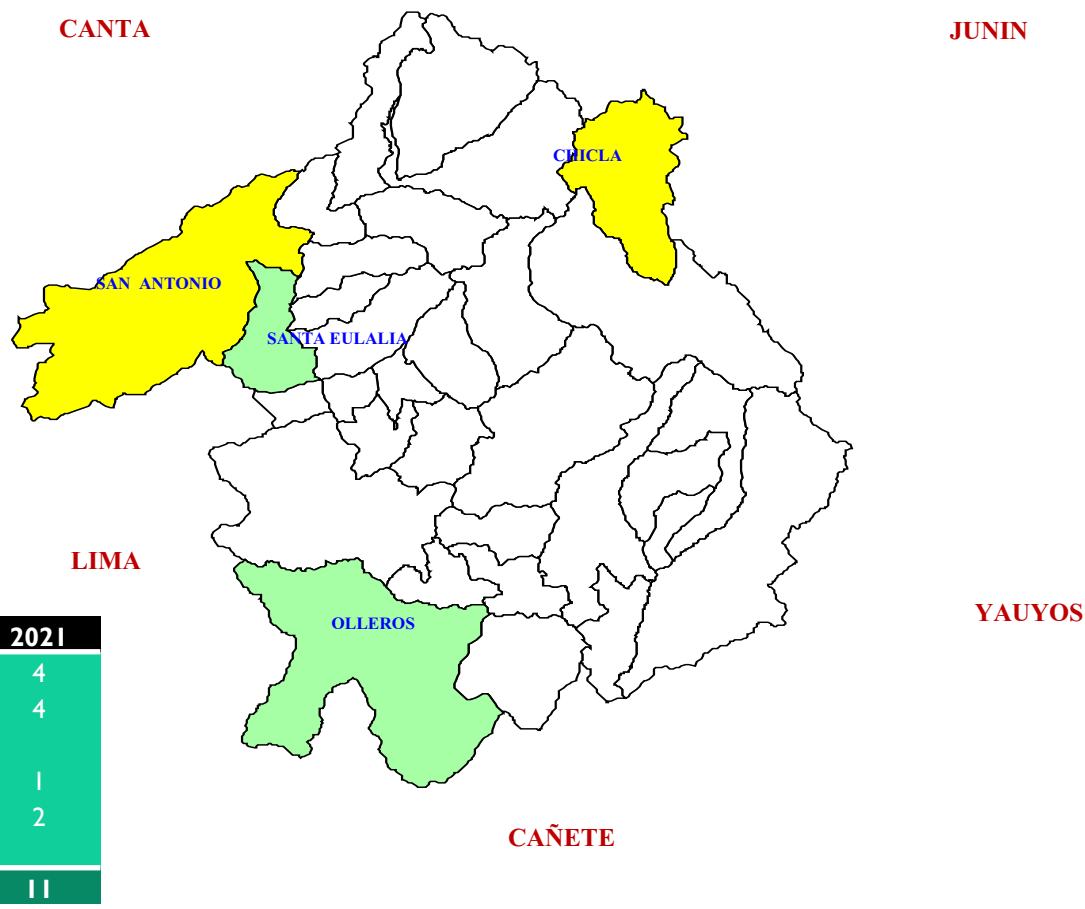 CANTA
JUNIN
CHICLA
SAN ANTONIO
SANTA EULALIA
LIMA
OLLEROS
YAUYOS
2021
4
4
1
2
11
CAÑETE